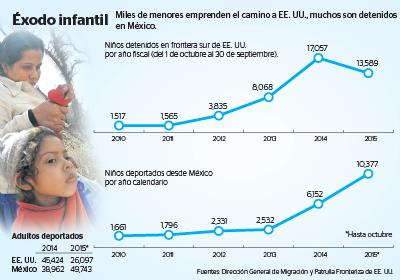 Éxodo infantil
Miles de menores emprenden el camino a EE. UU., muchos son detenidos
en México.
Niños detenidos en frontera sur de EE. UU.
por año fiscal (del 1 de octubre al 30 de septiembre).
1,517
1,565
3,835
8,068
17,057
13,589
2010 2011 2012 2013 2014 2015*
Niños deportados desde México
por año calendario
1,661
1,796
2,331
2,532
6,152
10,377
2010 2011 2012 2013 2014 2015*
*Hasta octubre
Adultos deportados
2014 2015*
EE. UU. 45,424 26,097
México 38,962 49,743
Fuentes: Dirección General de Migración y Patrulla Fronteriza de EE. UU.